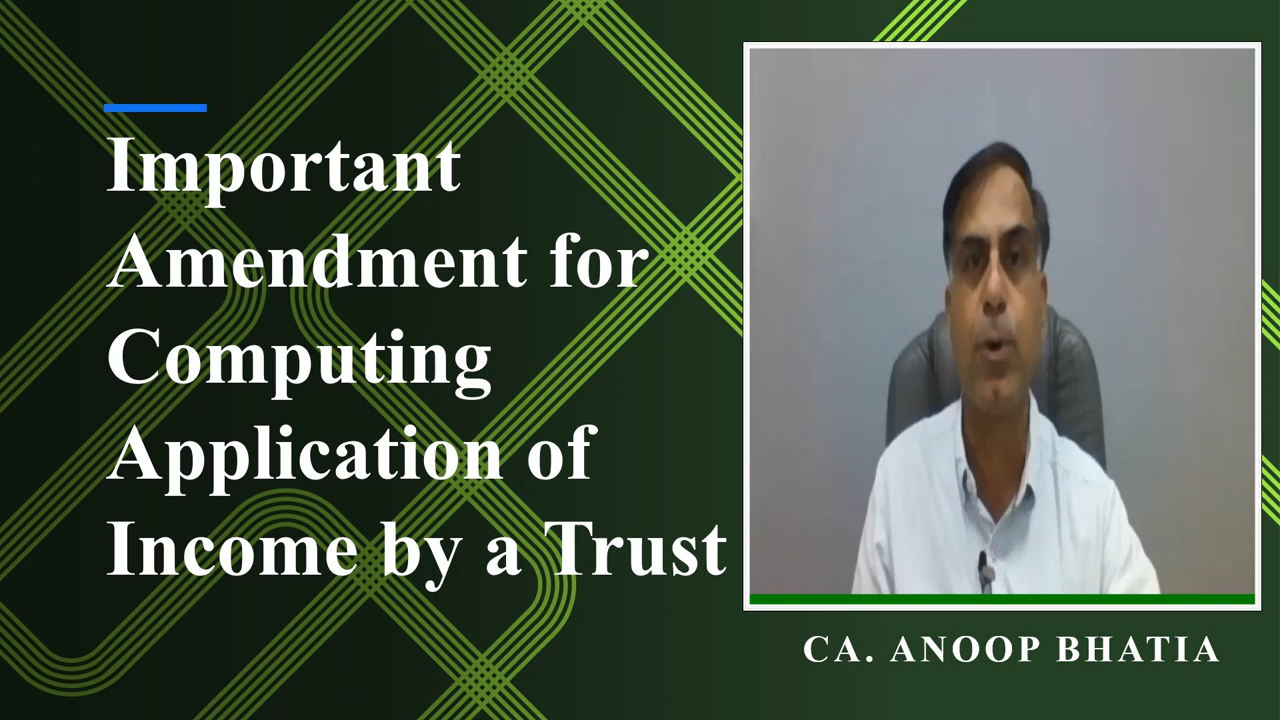 Important
Amendment for
Computing
Application of
Income by a Trust
CA. ANOOP BHATIA